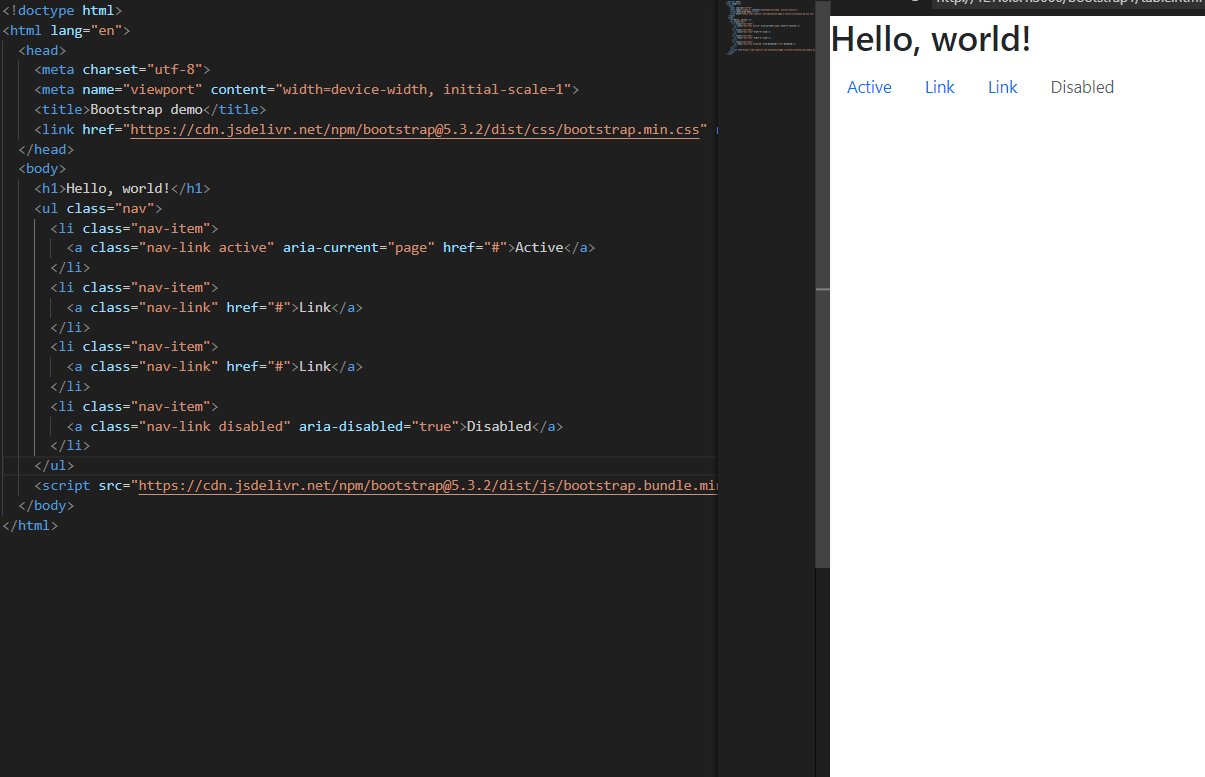 <!doctype html>
<html lang="en">
<head>
<meta charset="utf-8">
<meta name="viewport" content="width=device-width, initial-scale=1">
<title>Bootstrap demo</title>
<link href="https://cdn.jsdelivr.net/npm/bootstrap@5.3.2/dist/css/bootstrap.min.css"
</head>
<body>
<h1>Hello, world!</h1>
<ul class="nav">
<li class="nav-item">
<a class="nav-link active" aria-current="page" href="#">Active</a>
</li>
<li class="nav-item">
<a class="nav-link" href="#">Link</a>
</li>
<li class="nav-item">
<a class="nav-link" href="#">Link</a>
</li>
<li class="nav-item">
<a class="nav-link disabled" aria-disabled="true">Disabled</a>
</li>
</ul>
<script src="https://cdn.jsdelivr.net/npm/bootstrap@5.3.2/dist/js/bootstrap.bundle.min
</body>
</html>
Hello, world!
Active Link Link Disabled